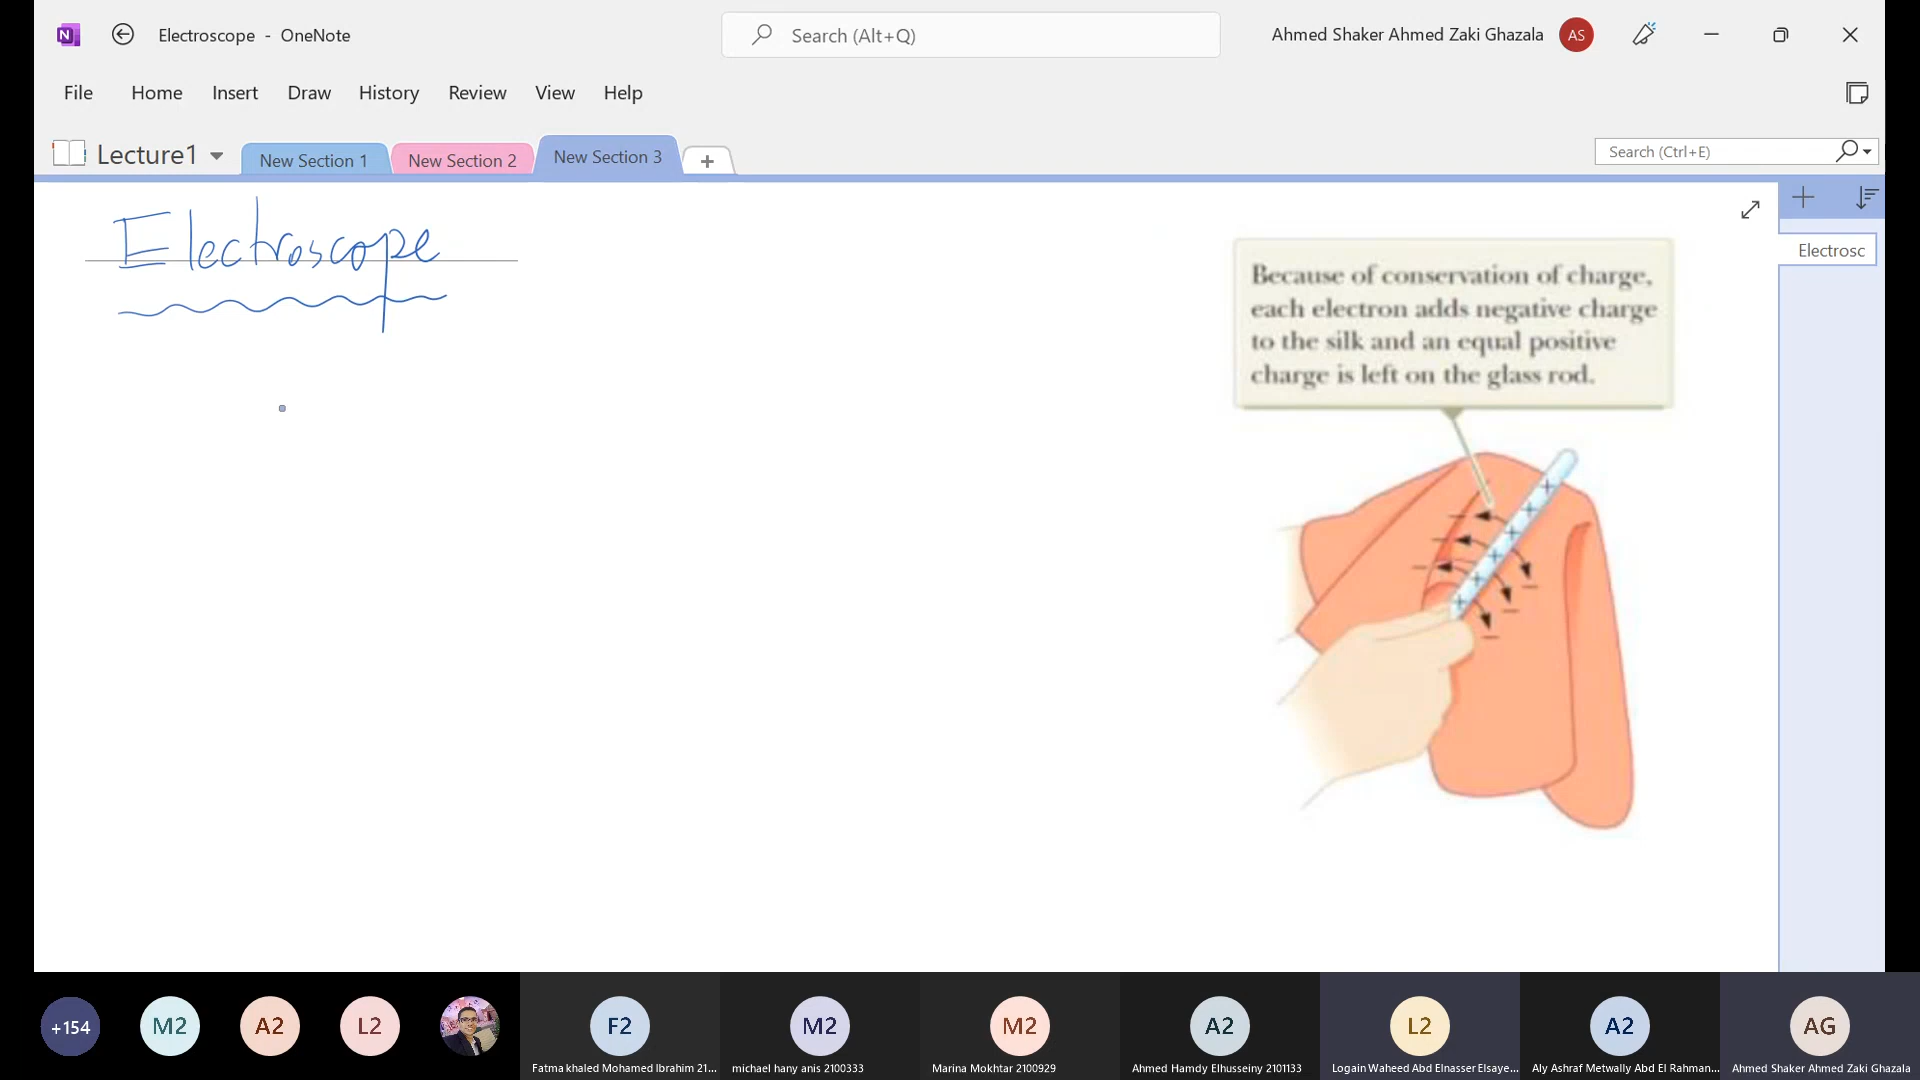 Electroscope - OneNote
Search (Alt+Q)
Ahmed Shaker Ahmed Zaki Ghazala
AS
File Home Insert Draw History Review View Help
Lecture1
New Section 1
New Section 2
New Section 3
+
Search (Ctrl+E)
Electrosc
Electroscope
Because of conservation of charge,
each electron adds negative charge
to the silk and an equal positive
charge is left on the glass rod.
+154
M2
A2
L2
F2
Fatma khaled Mohamed Ibrahim 21...
M2
michael hany anis 2100333
M2
Marina Mokhtar 2100929
A2
Ahmed Hamdy Elhusseiny 2101133
L2
Logain Waheed Abd Elnasser Elsaye...
A2
Aly Ashraf Metwally Abd El Rahman...
AG
Ahmed Shaker Ahmed Zaki Ghazala